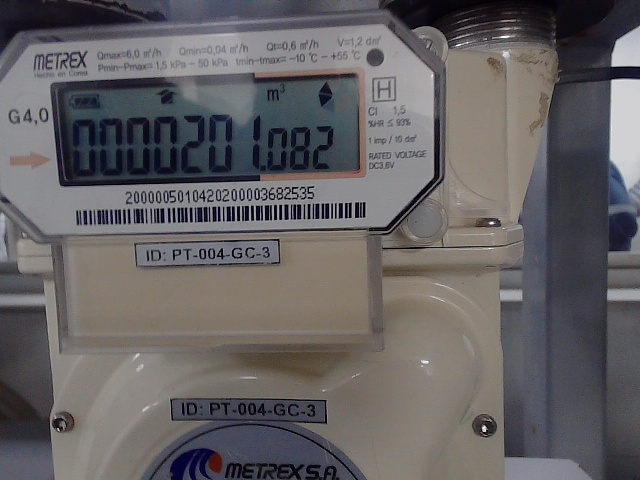 METREX
Hecho en Corea
Qmax=6,0 m³/h Qmin=0,04 m³/h Qt=0,6 m³/h V=1,2 dm³
Pmin-Pmax= 1,5 kPa - 50 kPa tmin-tmax= -10°C - +55°C
G4,0
m³
0000201.082
H
CI 1,5
%HR ≤ 93%
1 imp / 10 dm³
RATED VOLTAGE
DC3,6V
2000005010420200003682535
ID: PT-004-GC-3
ID: PT-004-GC-3
METREX S.A.